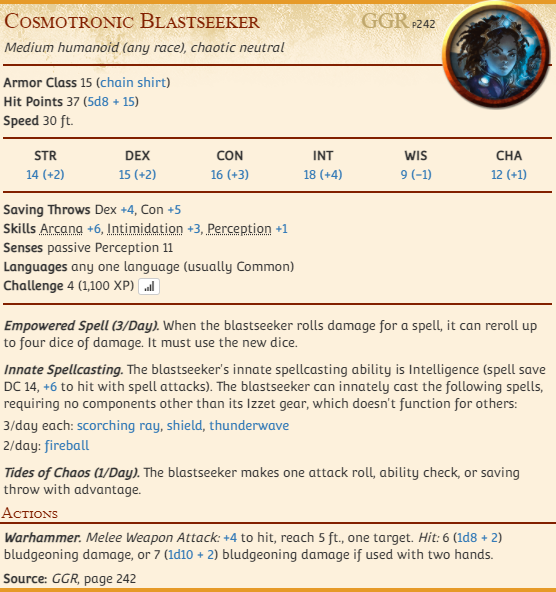 Cosmotronic Blastseeker GGR p242
Medium humanoid (any race), chaotic neutral
Armor Class 15 (chain shirt)
Hit Points 37 (5d8 + 15)
Speed 30 ft.
STR DEX CON INT WIS CHA
14 (+2) 15 (+2) 16 (+3) 18 (+4) 9 (−1) 12 (+1)
Saving Throws Dex +4, Con +5
Skills Arcana +6, Intimidation +3, Perception +1
Senses passive Perception 11
Languages any one language (usually Common)
Challenge 4 (1,100 XP)
Empowered Spell (3/Day). When the blastseeker rolls damage for a spell, it can reroll up
to four dice of damage. It must use the new dice.
Innate Spellcasting. The blastseeker's innate spellcasting ability is Intelligence (spell save
DC 14, +6 to hit with spell attacks). The blastseeker can innately cast the following spells,
requiring no components other than its Izzet gear, which doesn't function for others:
3/day each: scorching ray, shield, thunderwave
2/day: fireball
Tides of Chaos (1/Day). The blastseeker makes one attack roll, ability check, or saving
throw with advantage.
Actions
Warhammer. Melee Weapon Attack: +4 to hit, reach 5 ft., one target. Hit: 6 (1d8 + 2)
bludgeoning damage, or 7 (1d10 + 2) bludgeoning damage if used with two hands.
Source: GGR, page 242